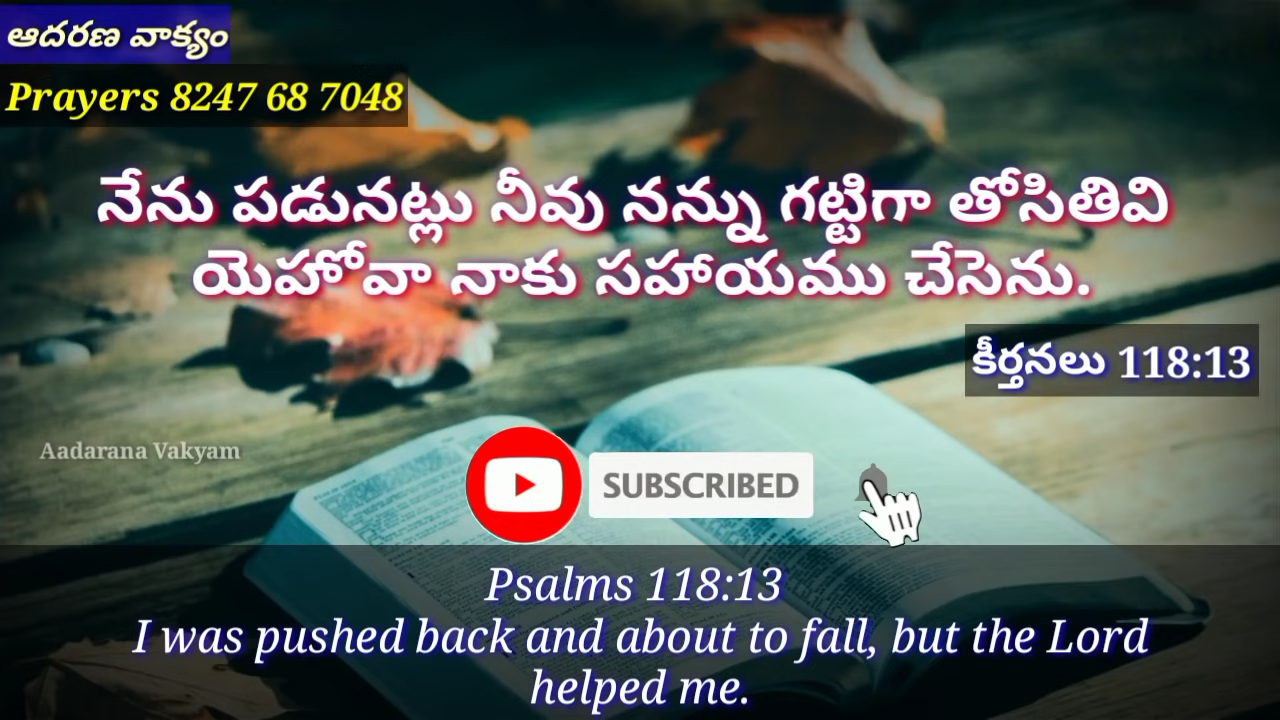 ఆదరణ వాక్యం
Prayers 8247 68 7048
నేను పడునట్లు నీవు నన్ను గట్టిగా తోసితివి
యెహోవా నాకు సహాయము చేసెను.
కీర్తనలు 118:13
Aadarana Vakyam
SUBSCRIBED
Psalms 118:13
I was pushed back and about to fall, but the Lord
helped me.